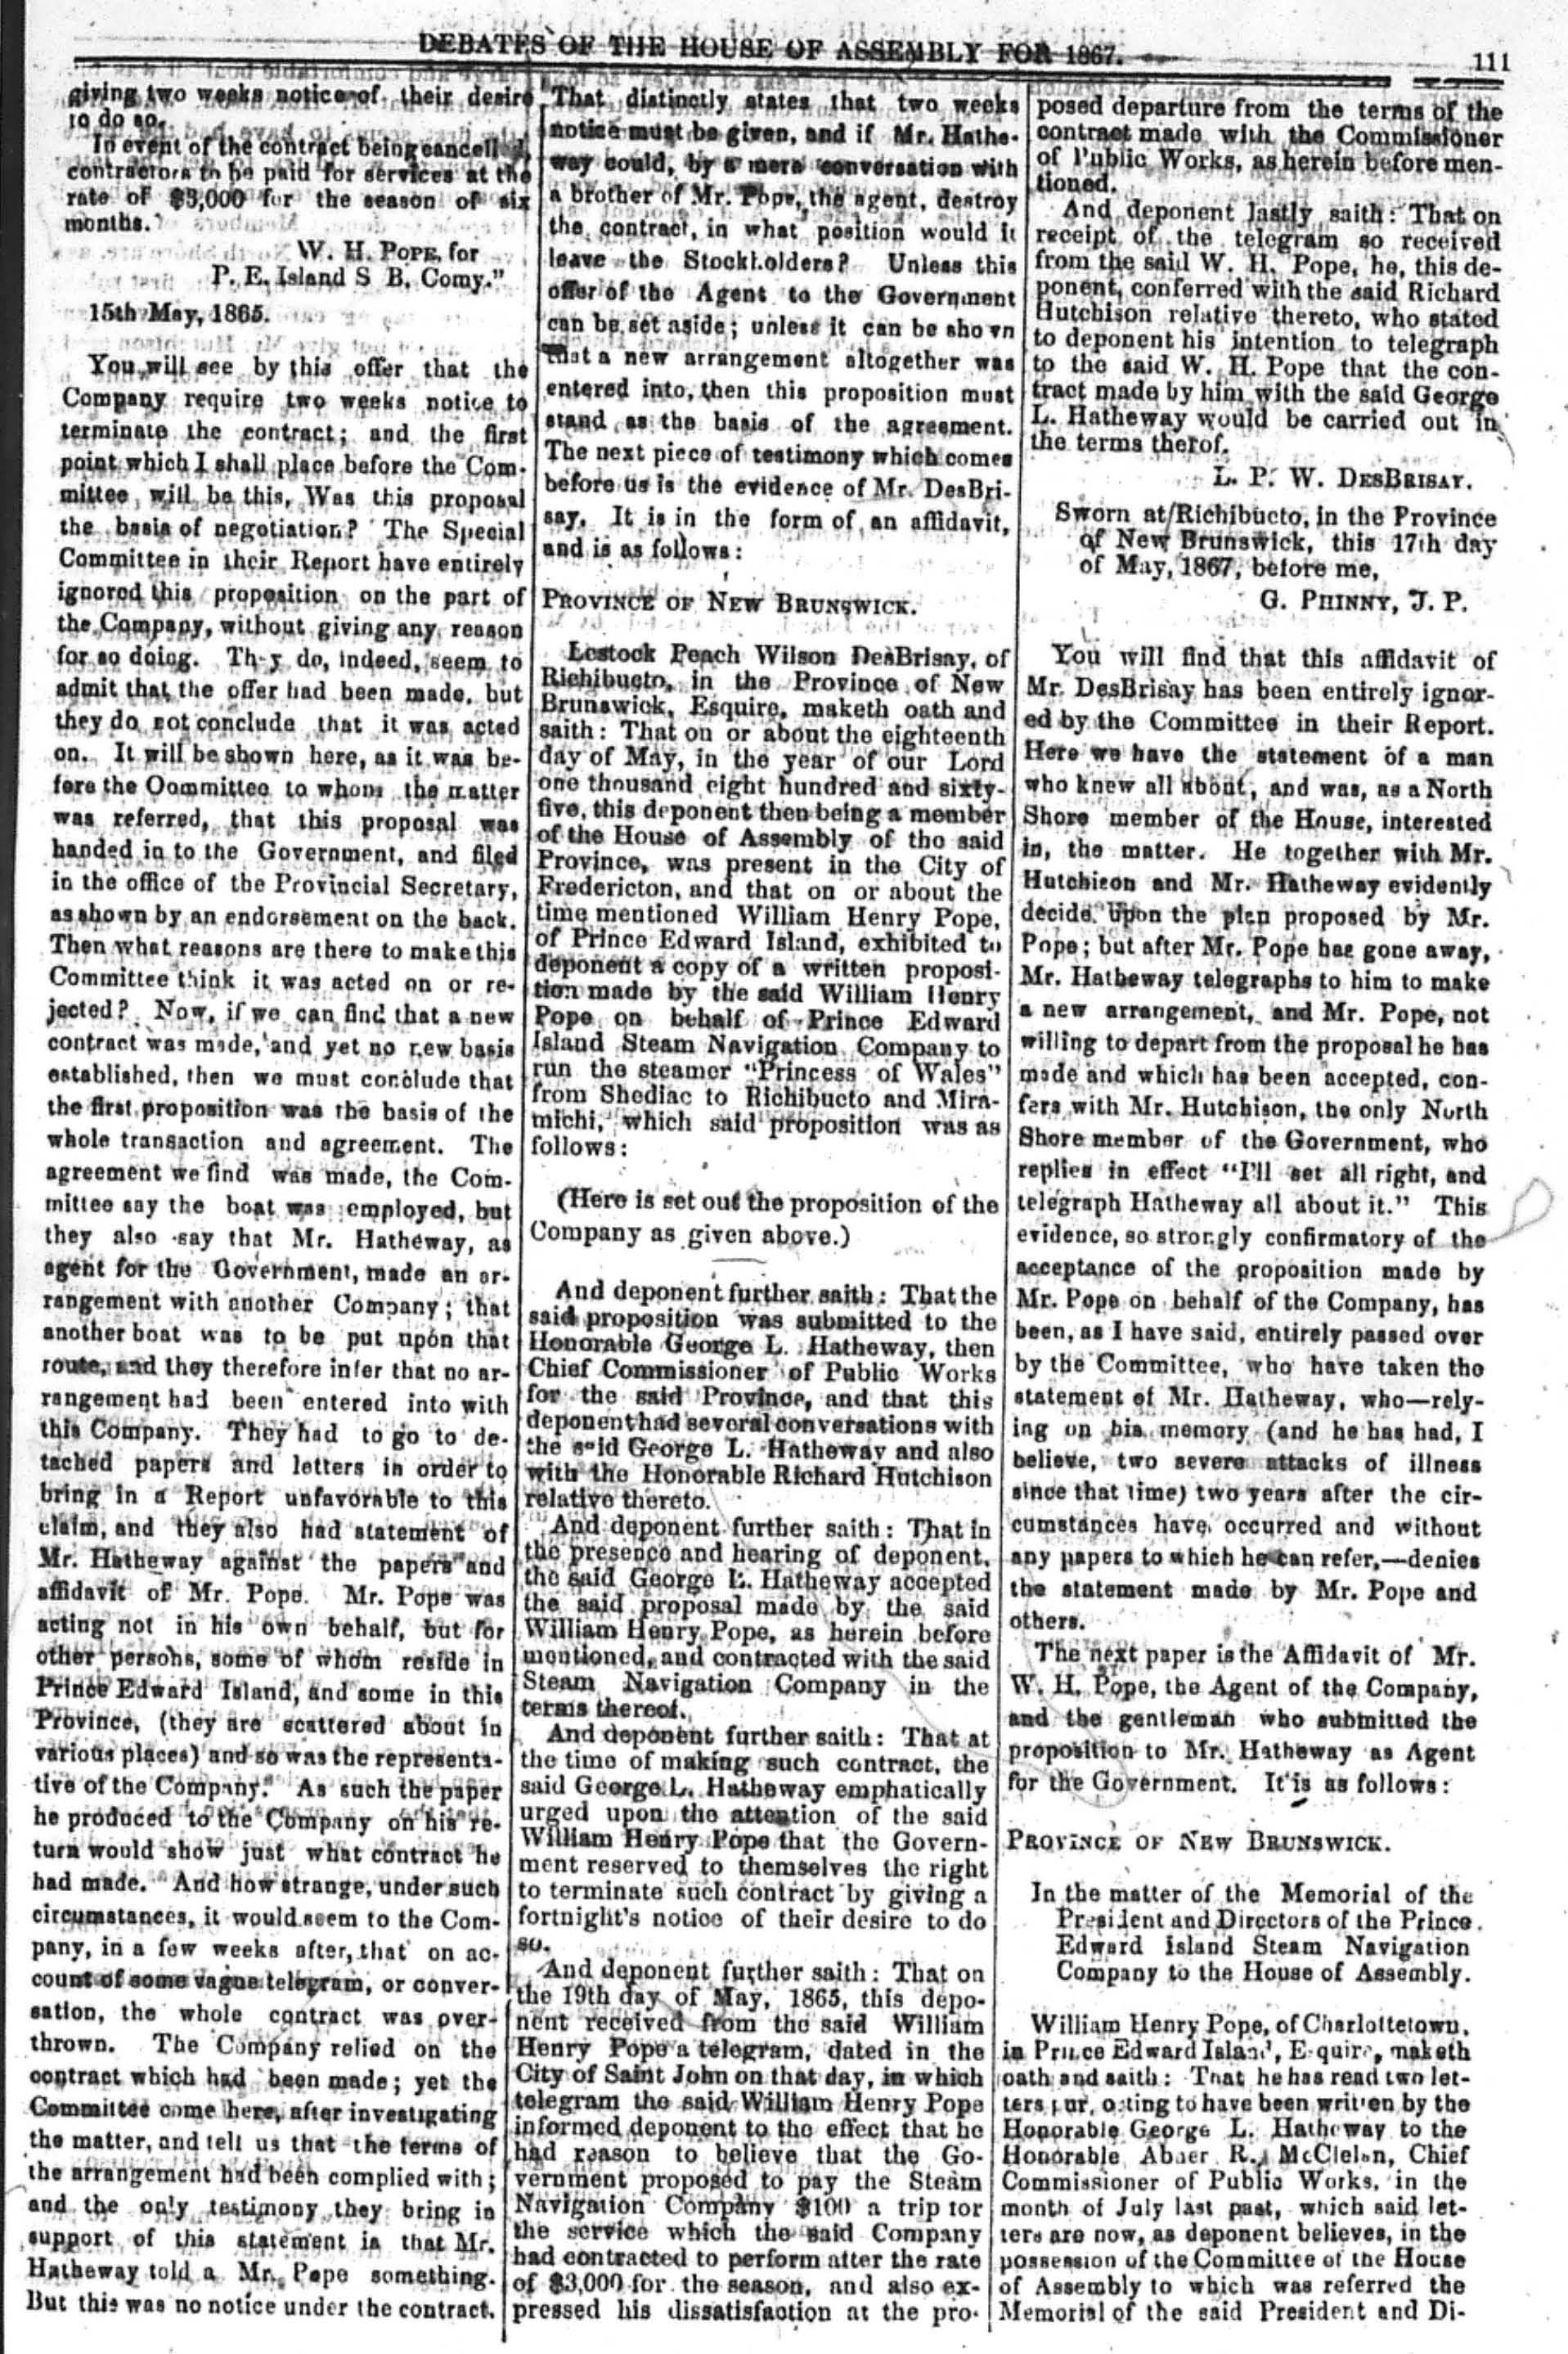 DEBATES OF THE HOUSE OF ASSEMBLY FOR 1867.
111
giving two weeks notice of their desire
to do so.
In event of the contract being cancelled,
contractors to be paid for services at the
rate of $3,000 for the season of six
months.
W. H. POPE, for
P. E. Island S B. Comy."
15th May, 1865.
You will see by this offer that the
Company require two weeks notice to
terminate the contract; and the first
point which I shall place before the Com-
mittee will be this, Was this proposal
the basis of negotiation? The Special
Committee in their Report have entirely
ignored this proposition on the part of
the Company, without giving any reason
for so doing. They do, indeed, seem to
admit that the offer had been made, but
they do not conclude that it was acted
on. It will be shown here, as it was be-
fore the Committee to whom the matter
was referred, that this proposal was
handed in to the Government, and filed
in the office of the Provincial Secretary,
as shown by an endorsement on the back.
Then what reasons are there to make this
Committee think it was acted on or re-
jected? Now, if we can find that a new
contract was made, and yet no new basis
established, then we must conclude that
the first proposition was the basis of the
whole transaction and agreement. The
agreement we find was made, the Com-
mittee say the boat was employed, but
they also say that Mr. Hatheway, as
agent for the Government, made an ar-
rangement with another Company; that
another boat was to be put upon that
route, and they therefore infer that no ar-
rangement had been entered into with
this Company. They had to go to de-
tached papers and letters in order to
bring in a Report unfavorable to this
claim, and they also had statement of
Mr. Hatheway against the papers and
affidavit of Mr. Pope. Mr. Pope was
acting not in his own behalf, but for
other persons, some of whom reside in
Prince Edward Island, and some in this
Province, (they are scattered about in
various places) and so was the representa-
tive of the Company. As such the paper
he produced to the Company on his re-
turn would show just what contract he
had made. And how strange, under such
circumstances, it would seem to the Com-
pany, in a few weeks after, that on ac-
count of some vague telegram, or conver-
sation, the whole contract was over-
thrown. The Company relied on the
contract which had been made; yet the
Committee come here, after investigating
the matter, and tell us that the terms of
the arrangement had been complied with;
and the only testimony they bring in
support of this statement is that Mr.
Hatheway told a Mr. Pope something.
But this was no notice under the contract.
That distinctly states that two weeks
notice must be given, and if Mr. Hathe-
way could, by a mere conversation with
a brother of Mr. Pope, the agent, destroy
the contract, in what position would it
leave the Stockholders? Unless this
offer of the Agent to the Government
can be set aside; unless it can be shown
that a new arrangement altogether was
entered into, then this proposition must
stand as the basis of the agreement.
The next piece of testimony which comes
before us is the evidence of Mr. DesBri-
say. It is in the form of an affidavit,
and is as follows:
PROVINCE OF NEW BRUNSWICK.
Lestock Peach Wilson DesBrisay, of
Richibucto, in the Province of New
Brunswick, Esquire, maketh oath and
saith: That on or about the eighteenth
day of May, in the year of our Lord
one thousand eight hundred and sixty-
five, this deponent then being a member
of the House of Assembly of the said
Province, was present in the City of
Fredericton, and that on or about the
time mentioned William Henry Pope,
of Prince Edward Island, exhibited to
deponent a copy of a written proposi-
tion made by the said William Henry
Pope on behalf of Prince Edward
Island Steam Navigation Company to
run the steamer "Princess of Wales"
from Shediac to Richibucto and Mira-
michi, which said proposition was as
follows:
(Here is set out the proposition of the
Company as given above.)
And deponent further saith: That the
said proposition was submitted to the
Honorable George L. Hatheway, then
Chief Commissioner of Public Works
for the said Province, and that this
deponent had several conversations with
the said George L. Hatheway and also
with the Honorable Richard Hutchison
relative thereto.
And deponent further saith: That in
the presence and hearing of deponent,
the said George L. Hatheway accepted
the said proposal made by the said
William Henry Pope, as herein before
mentioned, and contracted with the said
Steam Navigation Company in the
terms thereof.
And deponent further saith: That at
the time of making such contract, the
said George L. Hatheway emphatically
urged upon the attention of the said
William Henry Pope that the Govern-
ment reserved to themselves the right
to terminate such contract by giving a
fortnight's notice of their desire to do
so.
And deponent further saith: That on
the 19th day of May, 1865, this depo-
nent received from the said William
Henry Pope a telegram, dated in the
City of Saint John on that day, in which
telegram the said William Henry Pope
informed deponent to the effect that he
had reason to believe that the Go-
vernment proposed to pay the Steam
Navigation Company $100 a trip for
the service which the said Company
had contracted to perform after the rate
of $3,000 for the season, and also ex-
pressed his dissatisfaction at the pro-
posed departure from the terms of the
contract made with the Commissioner
of Public Works, as herein before men-
tioned.
And deponent lastly saith: That on
receipt of the telegram so received
from the said W. H. Pope, he, this de-
ponent, conferred with the said Richard
Hutchison relative thereto, who stated
to deponent his intention to telegraph
to the said W. H. Pope that the con-
tract made by him with the said George
L. Hatheway would be carried out in
the terms therof.
L. P. W. DESBRISAY.
Sworn at Richibucto, in the Province
of New Brunswick, this 17th day
of May, 1867, before me,
G. PHINNY, J. P.
You will find that this affidavit of
Mr. DesBrisay has been entirely ignor-
ed by the Committee in their Report.
Here we have the statement of a man
who knew all about, and was, as a North
Shore member of the House, interested
in, the matter. He together with Mr.
Hutchison and Mr. Hatheway evidently
decide upon the plan proposed by Mr.
Pope; but after Mr. Pope has gone away,
Mr. Hatheway telegraphs to him to make
a new arrangement, and Mr. Pope, not
willing to depart from the proposal he has
made and which has been accepted, con-
fers with Mr. Hutchison, the only North
Shore member of the Government, who
replies in effect "I'll set all right, and
telegraph Hatheway all about it." This
evidence, so strongly confirmatory of the
acceptance of the proposition made by
Mr. Pope on behalf of the Company, has
been, as I have said, entirely passed over
by the Committee, who have taken the
statement of Mr. Hatheway, who—rely-
ing on his memory (and he has had, I
believe, two severe attacks of illness
since that time) two years after the cir-
cumstances have occurred and without
any papers to which he can refer,—denies
the statement made by Mr. Pope and
others.
The next paper is the Affidavit of Mr.
W. H. Pope, the Agent of the Company,
and the gentleman who submitted the
proposition to Mr. Hatheway as Agent
for the Government. It is as follows:
PROVINCE OF NEW BRUNSWICK.
In the matter of the Memorial of the
President and Directors of the Prince
Edward Island Steam Navigation
Company to the House of Assembly.
William Henry Pope, of Charlottetown,
in Prince Edward Island, Esquire, maketh
oath and saith: That he has read two let-
ters purporting to have been written by the
Honorable George L. Hatheway to the
Honorable Abner R. McClelan, Chief
Commissioner of Public Works, in the
month of July last past, which said let-
ters are now, as deponent believes, in the
possession of the Committee of the House
of Assembly to which was referred the
Memorial of the said President and Di-